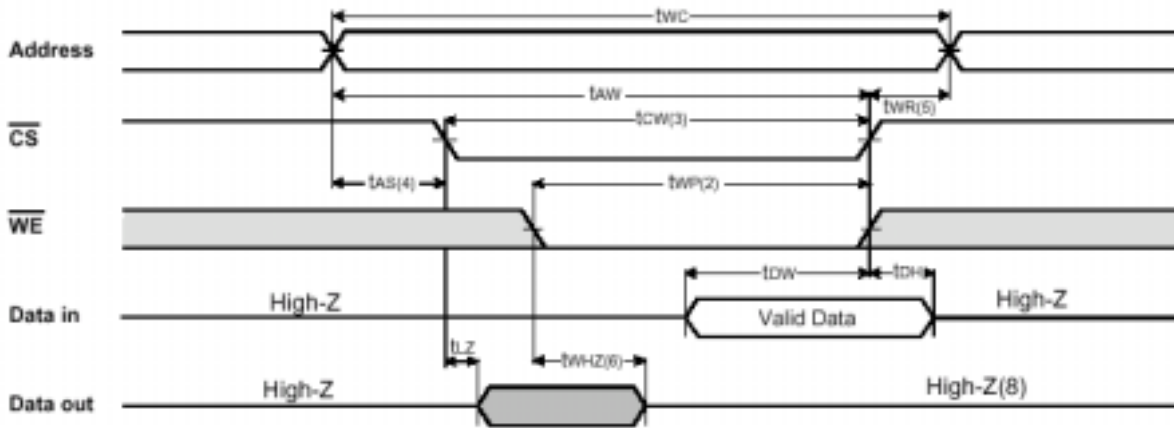 tWC
Address
tAW
tWR(5)
CS
tCW(3)
tAS(4)
tWP(2)
WE
tDW
tDH
Data in
High-Z
Valid Data
High-Z
tLZ
tWHZ(6)
Data out
High-Z
High-Z(8)